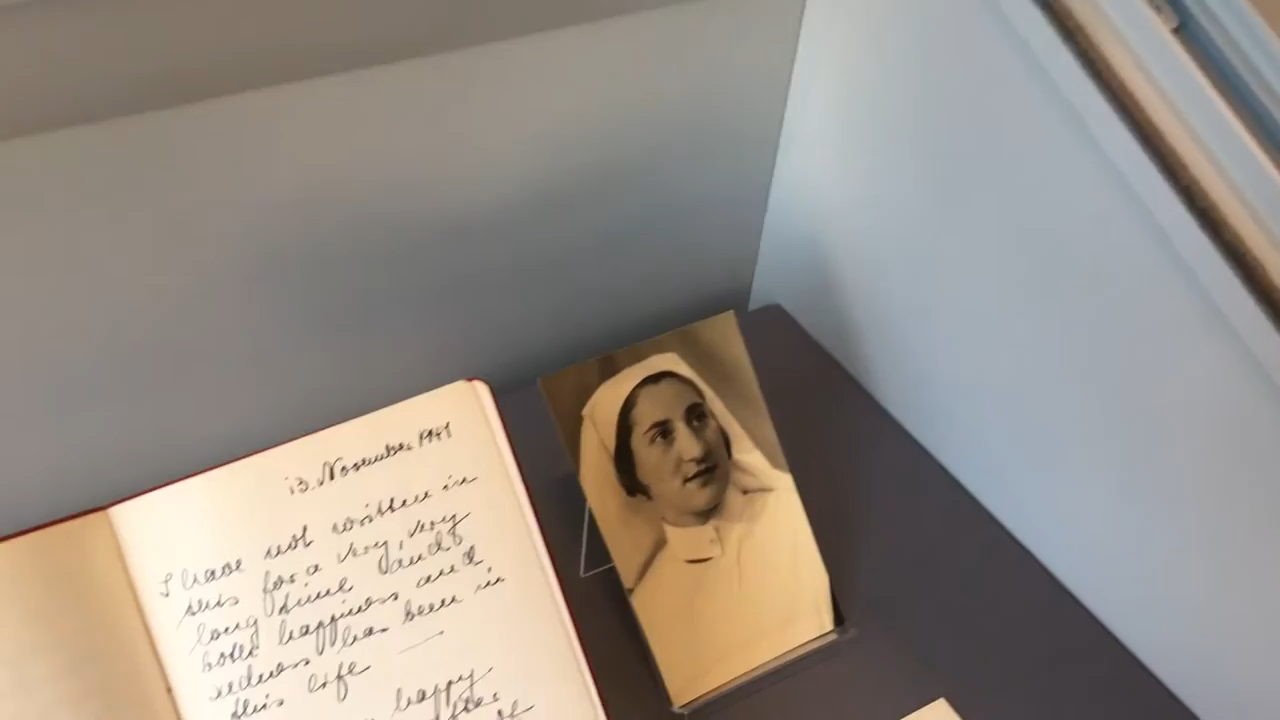 13. November 1941
I have not written in
this for a very, very
long time and
both happiness and
sadness has been in
this life —
happy